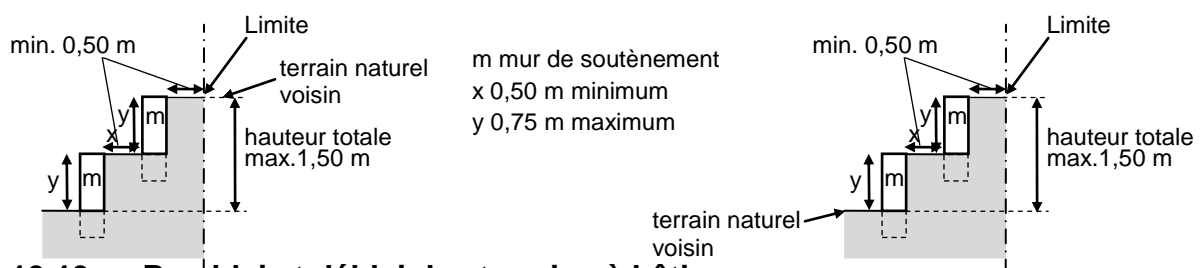 Limite
min. 0,50 m
terrain naturel
voisin
y
m
x
hauteur totale
max.1,50 m
y
m
m mur de soutènement
x 0,50 m minimum
y 0,75 m maximum
Limite
min. 0,50 m
y
m
x
hauteur totale
max.1,50 m
y
m
terrain naturel
voisin